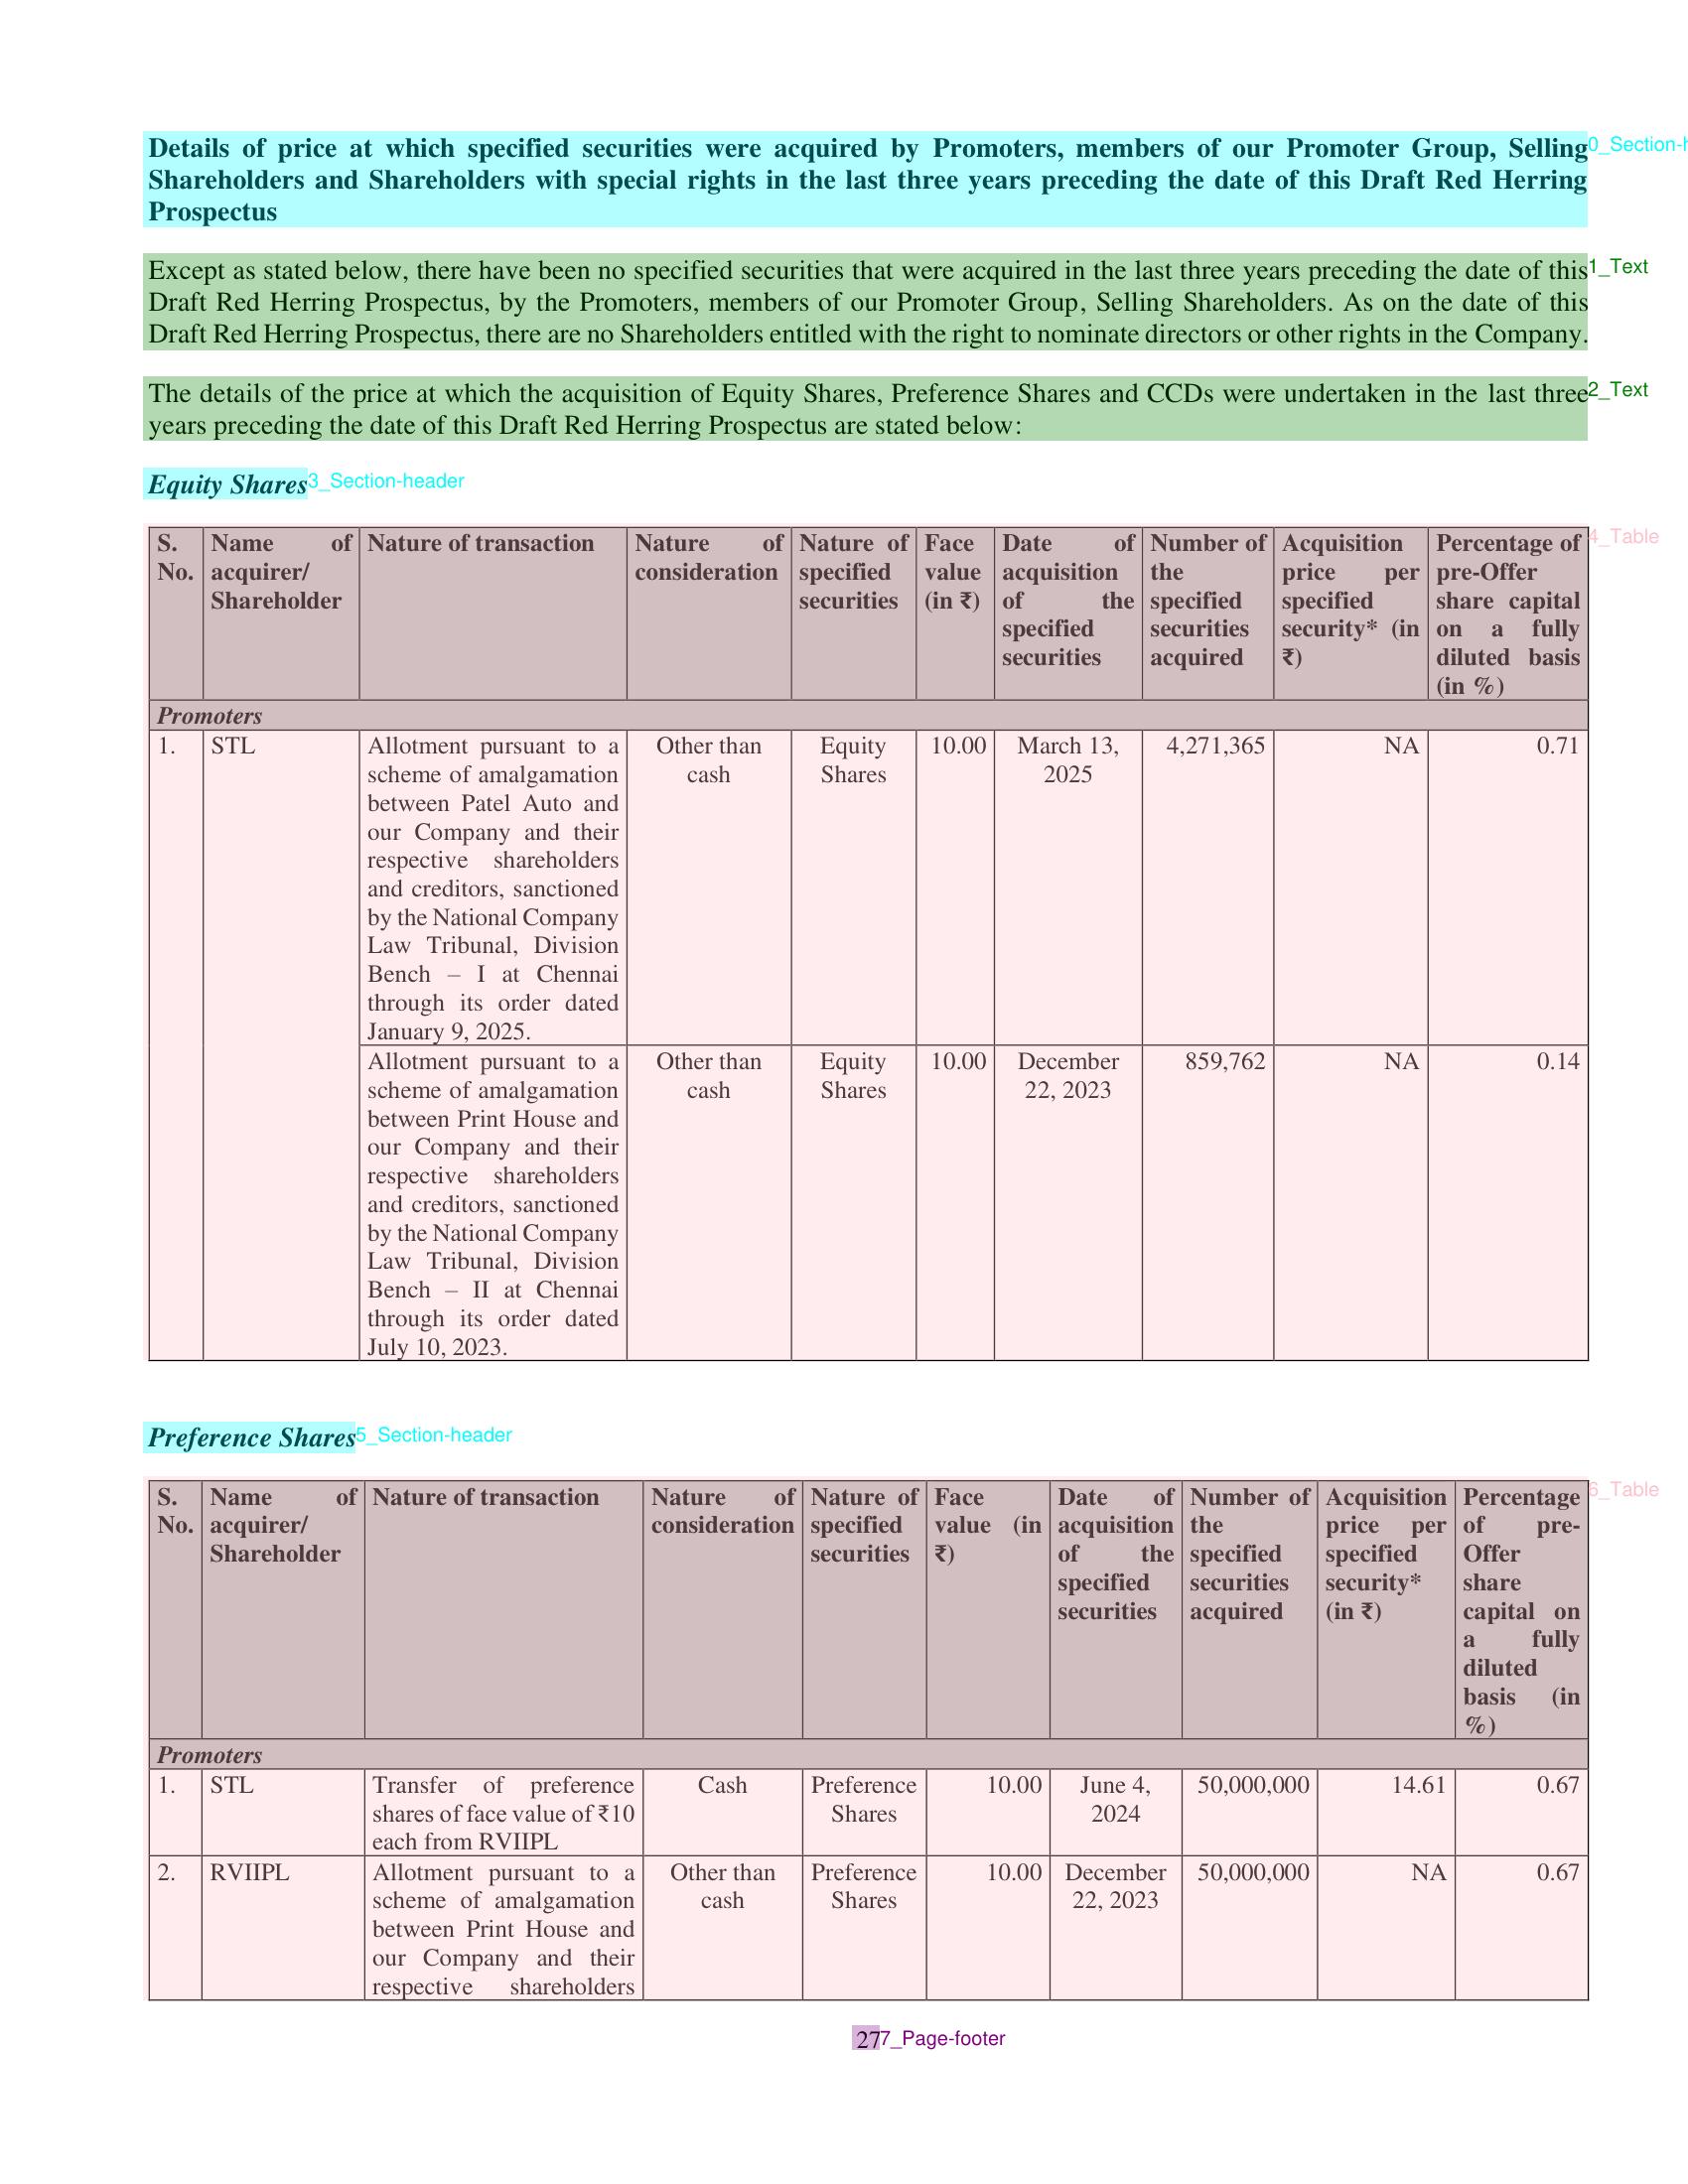 Details of price at which specified securities were acquired by Promoters, members of our Promoter Group, Selling
0_Section-h
Shareholders and Shareholders with special rights in the last three years preceding the date of this Draft Red Herring
Prospectus
Except as stated below, there have been no specified securities that were acquired in the last three years preceding the date of this
1_Text
Draft Red Herring Prospectus, by the Promoters, members of our Promoter Group, Selling Shareholders. As on the date of this
Draft Red Herring Prospectus, there are no Shareholders entitled with the right to nominate directors or other rights in the Company.
The details of the price at which the acquisition of Equity Shares, Preference Shares and CCDs were undertaken in the last three
2_Text
years preceding the date of this Draft Red Herring Prospectus are stated below:
Equity Shares
3_Section-header
4_Table
S.
No.
Name of
acquirer/
Shareholder
Nature of transaction
Nature of
consideration
Nature of
specified
securities
Face
value
(in ₹)
Date of
acquisition
of the
specified
securities
Number of
the
specified
securities
acquired
Acquisition
price per
specified
security* (in
₹)
Percentage of
pre-Offer
share capital
on a fully
diluted basis
(in %)
Promoters
1.
STL
Allotment pursuant to a
scheme of amalgamation
between Patel Auto and
our Company and their
respective shareholders
and creditors, sanctioned
by the National Company
Law Tribunal, Division
Bench – I at Chennai
through its order dated
January 9, 2025.
Other than
cash
Equity
Shares
10.00
March 13,
2025
4,271,365
NA
0.71
Allotment pursuant to a
scheme of amalgamation
between Print House and
our Company and their
respective shareholders
and creditors, sanctioned
by the National Company
Law Tribunal, Division
Bench – II at Chennai
through its order dated
July 10, 2023.
Other than
cash
Equity
Shares
10.00
December
22, 2023
859,762
NA
0.14
Preference Shares
5_Section-header
6_Table
S.
No.
Name of
acquirer/
Shareholder
Nature of transaction
Nature of
consideration
Nature of
specified
securities
Face
value (in
₹)
Date of
acquisition
of the
specified
securities
Number of
the
specified
securities
acquired
Acquisition
price per
specified
security*
(in ₹)
Percentage
of pre-
Offer
share
capital on
a fully
diluted
basis (in
%)
Promoters
1.
STL
Transfer of preference
shares of face value of ₹10
each from RVIIPL
Cash
Preference
Shares
10.00
June 4,
2024
50,000,000
14.61
0.67
2.
RVIIPL
Allotment pursuant to a
scheme of amalgamation
between Print House and
our Company and their
respective shareholders
Other than
cash
Preference
Shares
10.00
December
22, 2023
50,000,000
NA
0.67
27
7_Page-footer